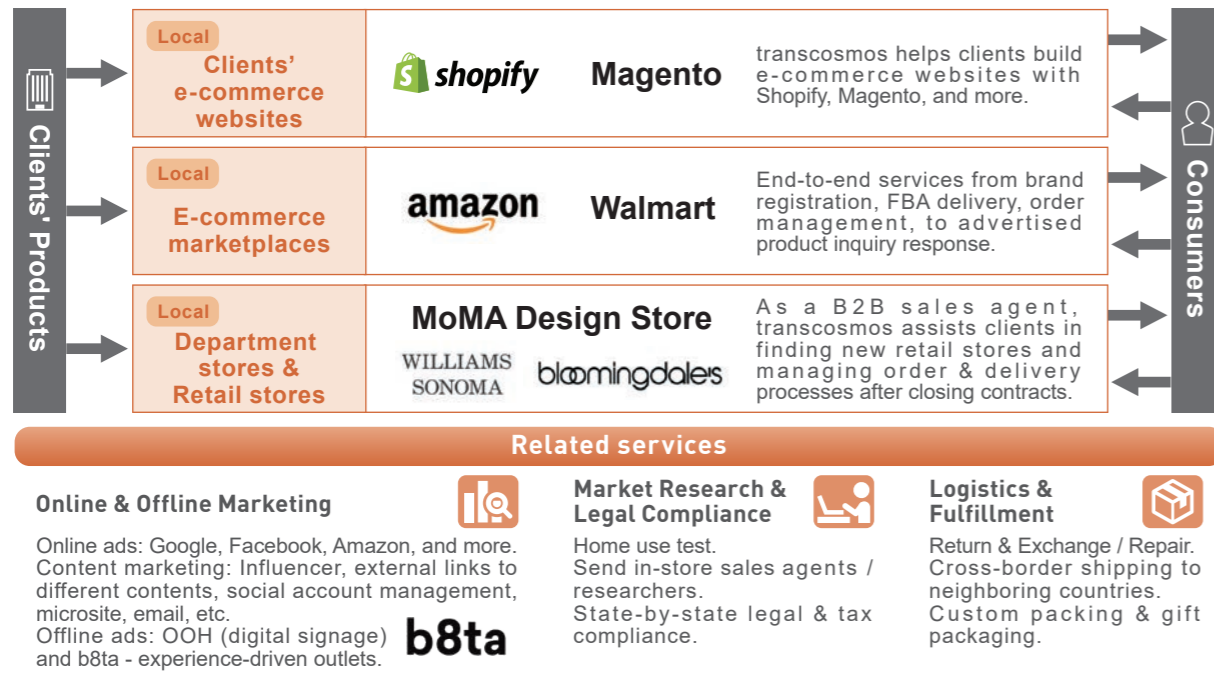 Clients' Products
Local
Clients’
e-commerce
websites
shopify
Magento
transcosmos helps clients build
e-commerce websites with
Shopify, Magento, and more.
Local
E-commerce
marketplaces
amazon
Walmart
End-to-end services from brand
registration, FBA delivery, order
management, to advertised
product inquiry response.
Local
Department
stores &
Retail stores
MoMA Design Store
WILLIAMS
SONOMA
bloomingdale's
As a B2B sales agent,
transcosmos assists clients in
finding new retail stores and
managing order & delivery
processes after closing contracts.
Consumers
Related services
Online & Offline Marketing
Online ads: Google, Facebook, Amazon, and more.
Content marketing: Influencer, external links to
different contents, social account management,
microsite, email, etc.
Offline ads: OOH (digital signage)
and b8ta - experience-driven outlets.
b8ta
Market Research &
Legal Compliance
Home use test.
Send in-store sales agents /
researchers.
State-by-state legal & tax
compliance.
Logistics &
Fulfillment
Return & Exchange / Repair.
Cross-border shipping to
neighboring countries.
Custom packing & gift
packaging.